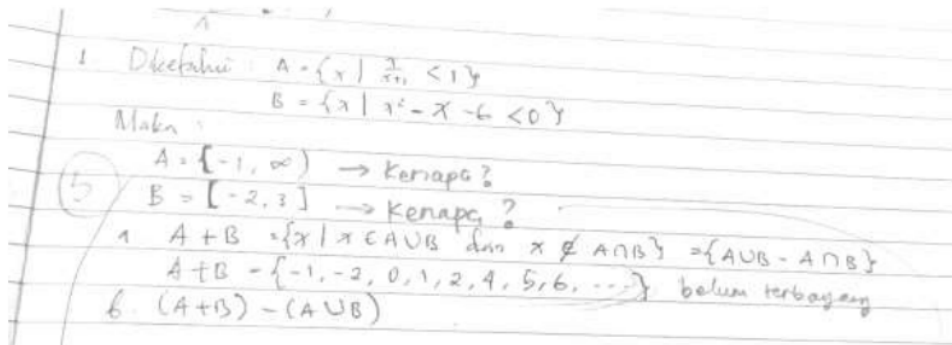 1 Diketahui : A = {x | x/x+1 < 1}
B = {x | x² - x - 6 < 0}
Maka :
A = [-1, ∞) → Kenapa ?
5
B = [-2, 3] → Kenapa ?
A + B = {x | x ∈ A∪B dan x ∉ A∩B} = {A∪B - A∩B}
A + B = {-1, -2, 0, 1, 2, 4, 5, 6, ...} belum terbayang
b. (A+B) - (A∪B)